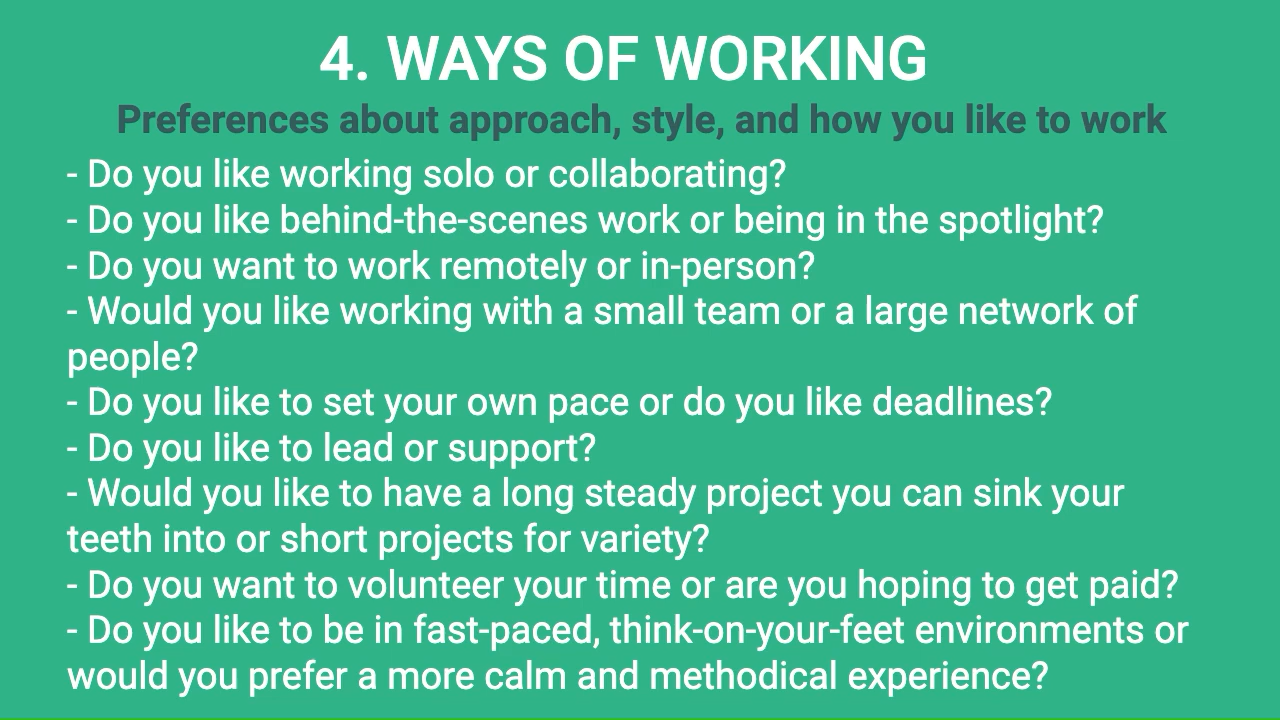 4. WAYS OF WORKING
Preferences about approach, style, and how you like to work
- Do you like working solo or collaborating?
- Do you like behind-the-scenes work or being in the spotlight?
- Do you want to work remotely or in-person?
- Would you like working with a small team or a large network of
people?
- Do you like to set your own pace or do you like deadlines?
- Do you like to lead or support?
- Would you like to have a long steady project you can sink your
teeth into or short projects for variety?
- Do you want to volunteer your time or are you hoping to get paid?
- Do you like to be in fast-paced, think-on-your-feet environments or
would you prefer a more calm and methodical experience?